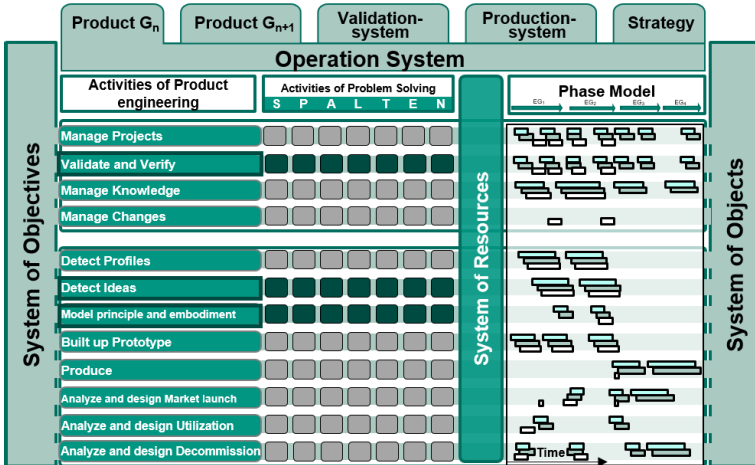 Product Gn
Product Gn+1
Validation-
system
Production-
system
Strategy
Operation System
System of Objectives
Activities of Product
engineering
Activities of Problem Solving
S P A L T E N
System of Resources
Phase Model
EG1 EG2 EG3 EG4
System of Objects
Manage Projects
Validate and Verify
Manage Knowledge
Manage Changes
Detect Profiles
Detect Ideas
Model principle and embodiment
Built up Prototype
Produce
Analyze and design Market launch
Analyze and design Utilization
Analyze and design Decommission
Time